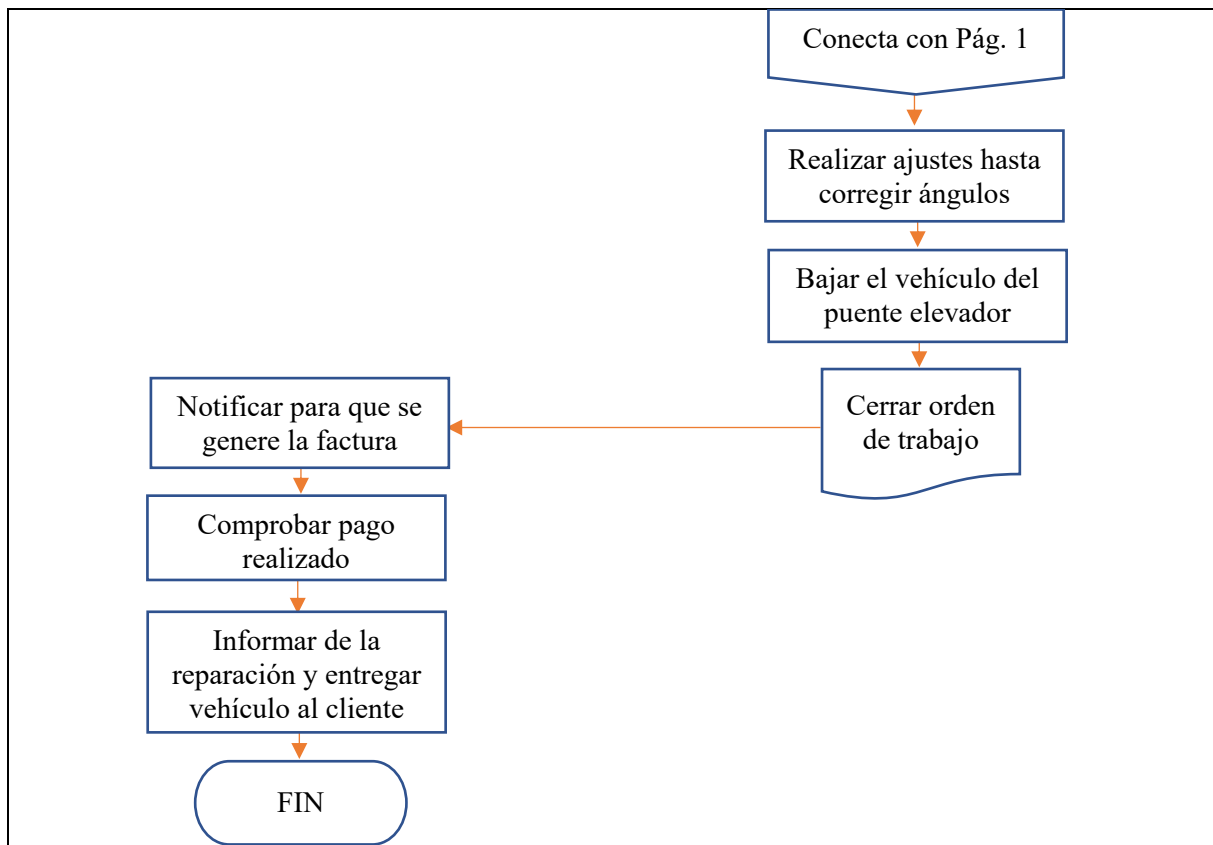 Conecta con Pág. 1
Realizar ajustes hasta
corregir ángulos
Bajar el vehículo del
puente elevador
Cerrar orden
de trabajo
Notificar para que se
genere la factura
Comprobar pago
realizado
Informar de la
reparación y entregar
vehículo al cliente
FIN